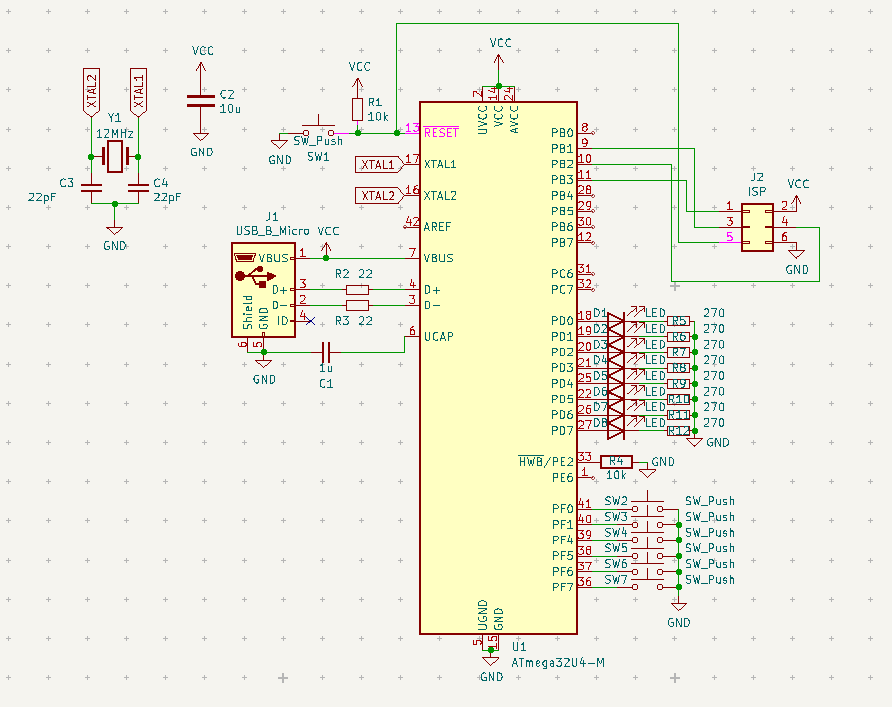 VCC
VCC
VCC
XTAL2
XTAL1
C2
10u
R1
10k
GND
Y1
12MHz
C3
22pF
C4
22pF
GND
SW_Push
SW1
GND
13 RESET
XTAL1 17 XTAL1
XTAL2 16 XTAL2
42 AREF
7 VBUS
4 D+
3 D-
6 UCAP
2 14 24
UVCC VCC AVCC
J1
USB_B_Micro
VCC
VBUS 1
D+ 3
D- 2
ID 4
Shield GND
6 5
GND
R2 22
R3 22
1u
C1
PB0 8
PB1 9
PB2 10
PB3 11
PB4 28
PB5 29
PB6 30
PB7 12
PC6 31
PC7 32
PD0 18 D1 LED R5 270
PD1 19 D2 LED R6 270
PD2 20 D3 LED R7 270
PD3 21 D4 LED R8 270
PD4 25 D5 LED R9 270
PD5 22 D6 LED R10 270
PD6 26 D7 LED R11 270
PD7 27 D8 LED R12 270
GND
HWB/PE2 33 R4 GND
10k
PE6 1
PF0 41 SW2 SW_Push
PF1 40 SW3 SW_Push
PF4 39 SW4 SW_Push
PF5 38 SW5 SW_Push
PF6 37 SW6 SW_Push
PF7 36 SW7 SW_Push
GND
J2
ISP
VCC
1 2
3 4
5 6
GND
UGND GND
5 15
U1
ATmega32U4-M
GND